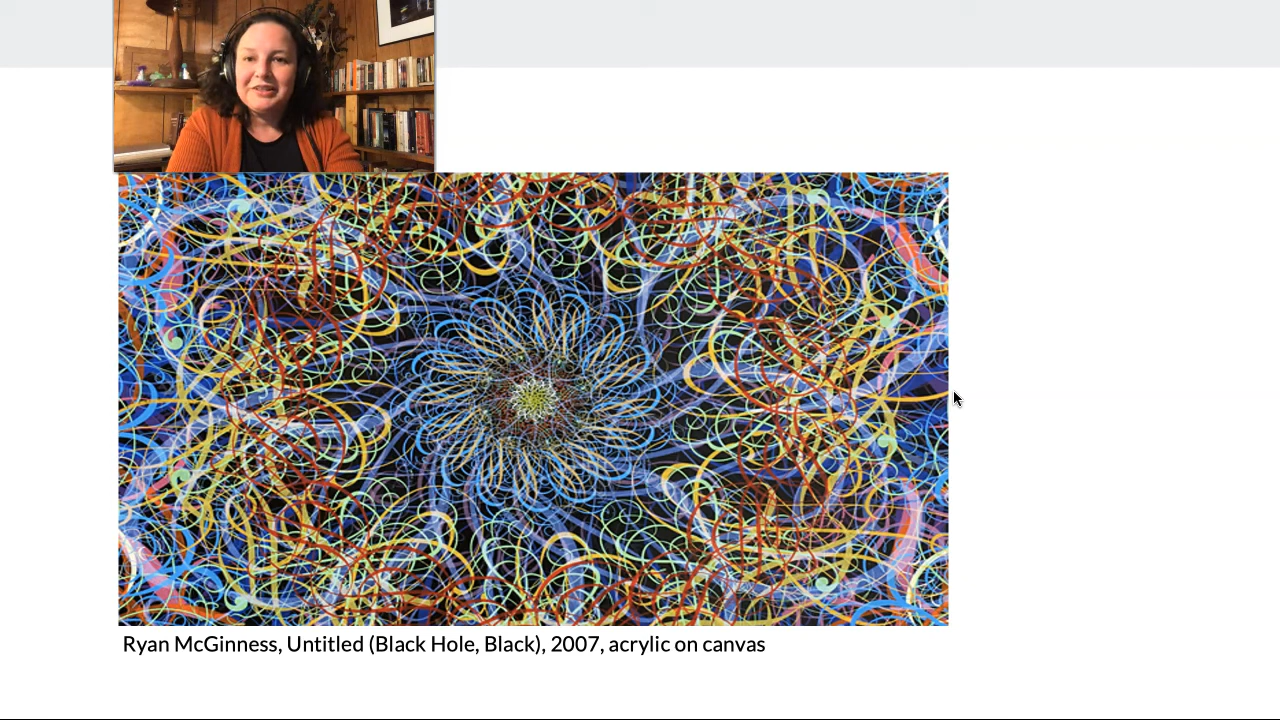 Ryan McGinness, Untitled (Black Hole, Black), 2007, acrylic on canvas